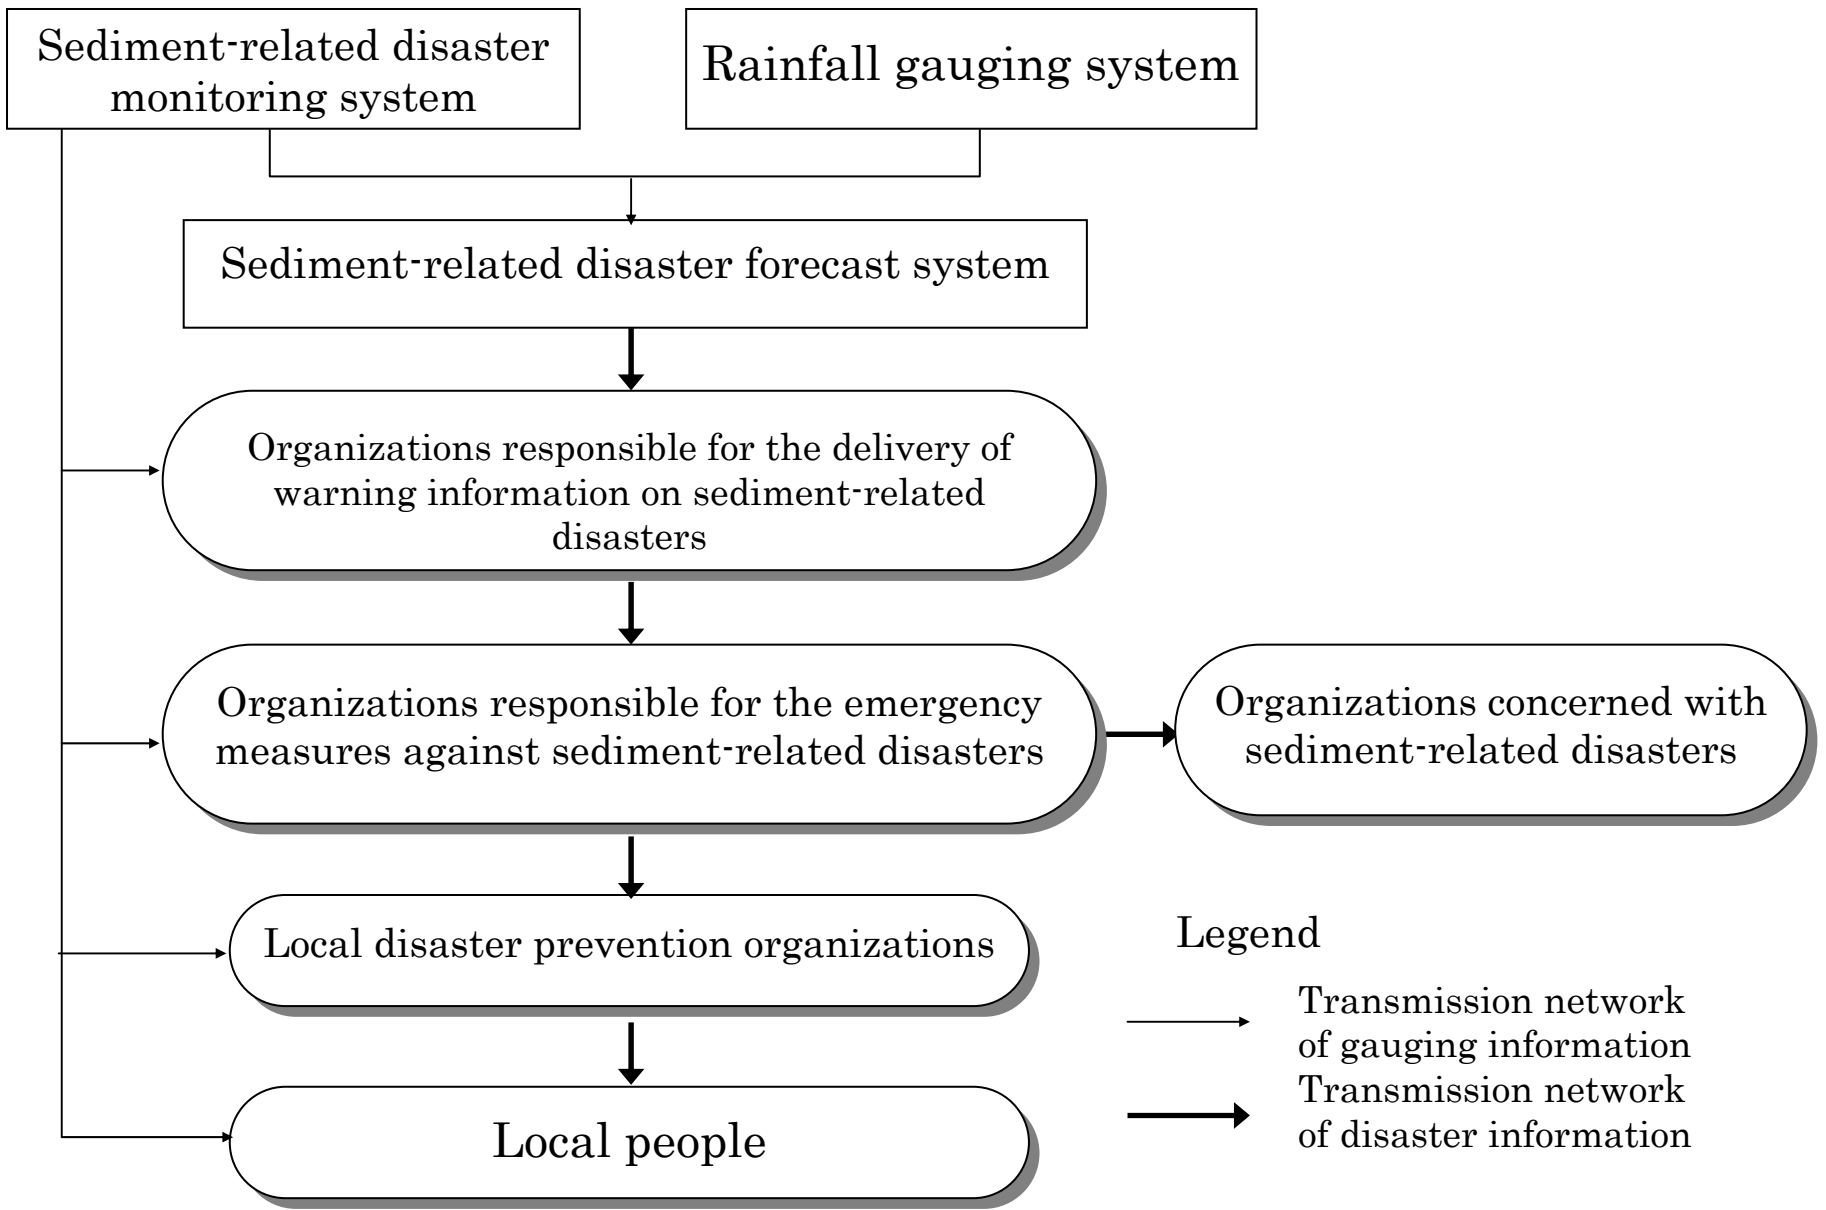 Sediment-related disaster
monitoring system
Rainfall gauging system
Sediment-related disaster forecast system
Organizations responsible for the delivery of
warning information on sediment-related
disasters
Organizations responsible for the emergency
measures against sediment-related disasters
Organizations concerned with
sediment-related disasters
Local disaster prevention organizations
Local people
Legend
Transmission network
of gauging information
Transmission network
of disaster information